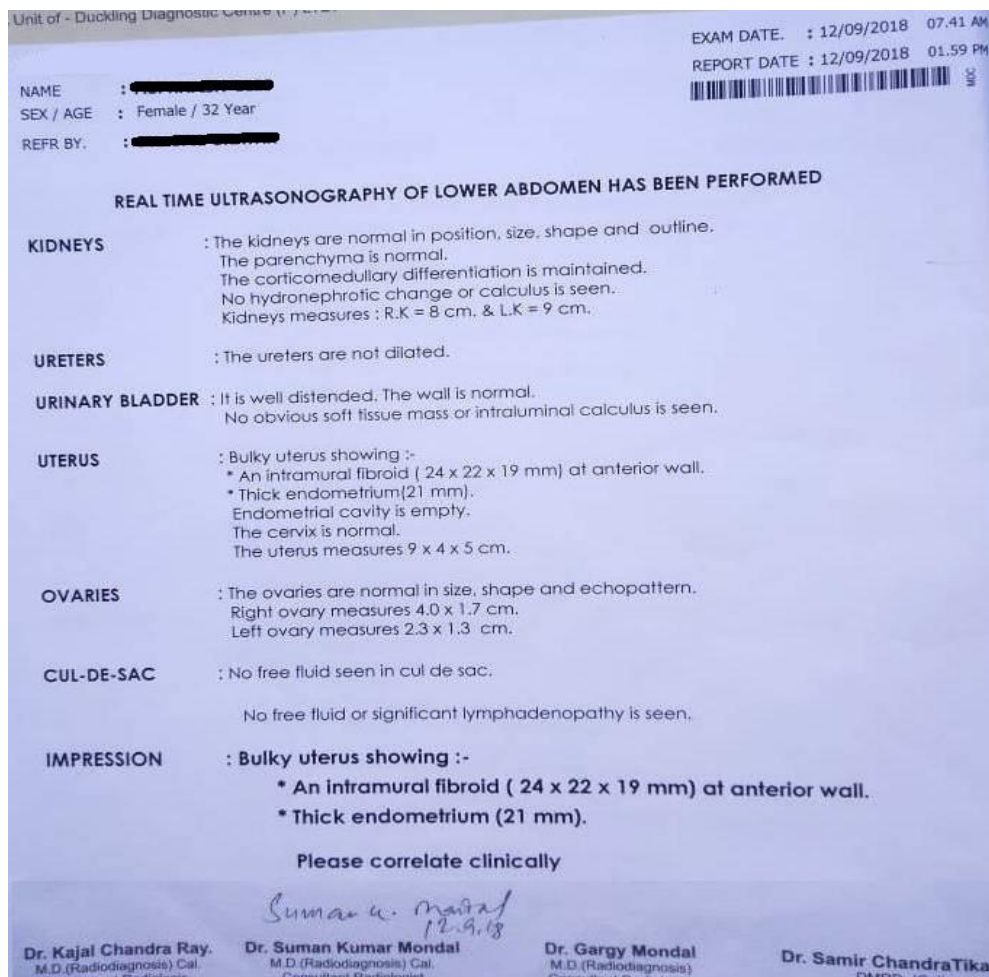 Unit of - Duckling Diagnostic Centre (P) LTD
EXAM DATE. : 12/09/2018 07.41 AM
REPORT DATE : 12/09/2018 01.59 PM
NAME :
SEX / AGE : Female / 32 Year
REFR BY. :
REAL TIME ULTRASONOGRAPHY OF LOWER ABDOMEN HAS BEEN PERFORMED
KIDNEYS : The kidneys are normal in position, size, shape and outline.
The parenchyma is normal.
The corticomedullary differentiation is maintained.
No hydronephrotic change or calculus is seen.
Kidneys measures : R.K = 8 cm. & L.K = 9 cm.
URETERS : The ureters are not dilated.
URINARY BLADDER : It is well distended. The wall is normal.
No obvious soft tissue mass or intraluminal calculus is seen.
UTERUS : Bulky uterus showing :-
* An intramural fibroid ( 24 x 22 x 19 mm) at anterior wall.
* Thick endometrium(21 mm).
Endometrial cavity is empty.
The cervix is normal.
The uterus measures 9 x 4 x 5 cm.
OVARIES : The ovaries are normal in size, shape and echopattern.
Right ovary measures 4.0 x 1.7 cm.
Left ovary measures 2.3 x 1.3 cm.
CUL-DE-SAC : No free fluid seen in cul de sac.
No free fluid or significant lymphadenopathy is seen.
IMPRESSION : Bulky uterus showing :-
* An intramural fibroid ( 24 x 22 x 19 mm) at anterior wall.
* Thick endometrium (21 mm).
Please correlate clinically
12.9.18
Dr. Kajal Chandra Ray. Dr. Suman Kumar Mondal Dr. Gargy Mondal Dr. Samir ChandraTika
M.D.(Radiodiagnosis) Cal. M.D.(Radiodiagnosis) Cal. M.D.(Radiodiagnosis)
Consultant Radiologist